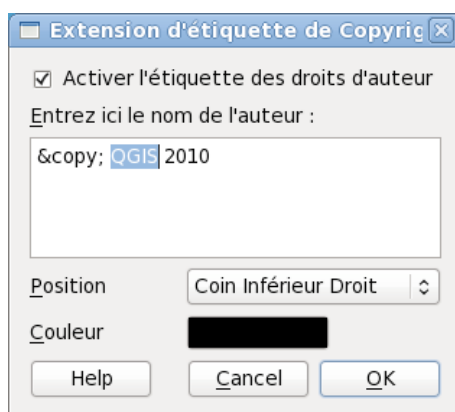 Extension d'étiquette de Copyrig
Activer l'étiquette des droits d'auteur
Entrez ici le nom de l'auteur :
&copy; QGIS 2010
Position Coin Inférieur Droit
Couleur
Help Cancel OK